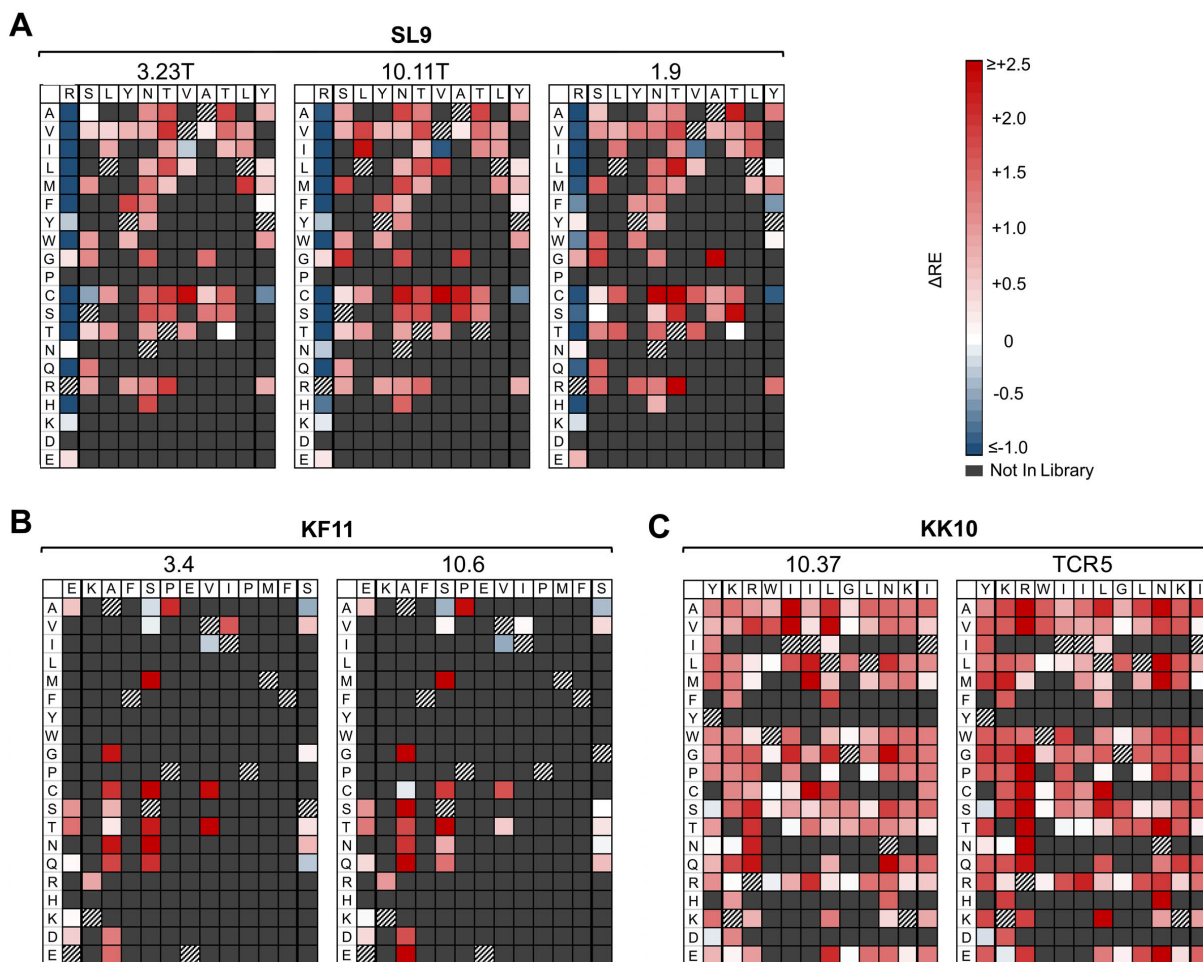 A
SL9
3.23T
10.11T
1.9
R S L Y N T V A T L Y
R S L Y N T V A T L Y
R S L Y N T V A T L Y
A A A
V V V
I I I
L L L
M M M
F F F
Y Y Y
W W W
G G G
P P P
C C C
S S S
T T T
N N N
Q Q Q
R R R
H H H
K K K
D D D
E E E
≥+2.5
+2.0
+1.5
+1.0
+0.5
0
-0.5
≤-1.0
ΔRE
Not In Library
B
KF11
3.4
10.6
E K A F S P E V I P M F S
E K A F S P E V I P M F S
A A
V V
I I
L L
M M
F F
Y Y
W W
G G
P P
C C
S S
T T
N N
Q Q
R R
H H
K K
D D
E E
C
KK10
10.37
TCR5
Y K R W I I L G L N K I
Y K R W I I L G L N K I
A A
V V
I I
L L
M M
F F
Y Y
W W
G G
P P
C C
S S
T T
N N
Q Q
R R
H H
K K
D D
E E